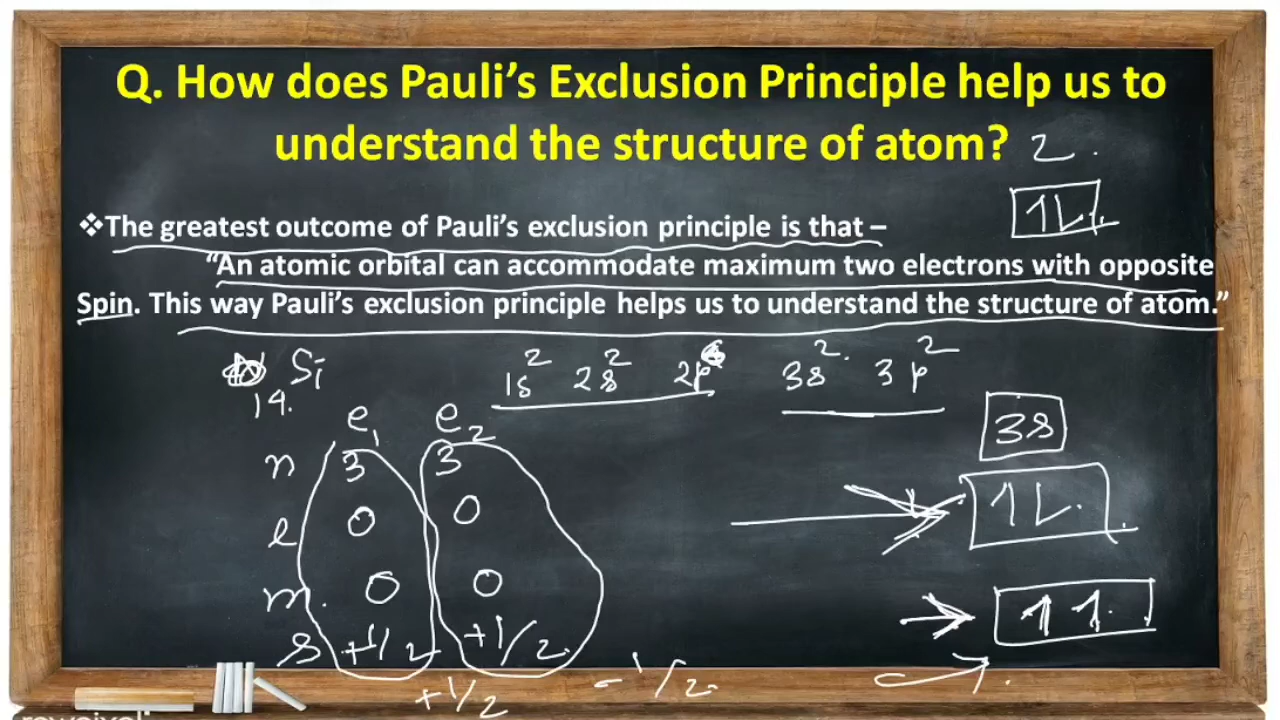 Q. How does Pauli's Exclusion Principle help us to
understand the structure of atom?
2.
1L
❖The greatest outcome of Pauli's exclusion principle is that –
"An atomic orbital can accommodate maximum two electrons with opposite
Spin. This way Pauli's exclusion principle helps us to understand the structure of atom."
Si 1s² 2s² 2p⁶ 3s² 3p²
14.
e₁ e₂
3s
n 3 3
l 0 0
1L
m. 0 0
11.
s +1/2 +1/2
+1/2 -1/2